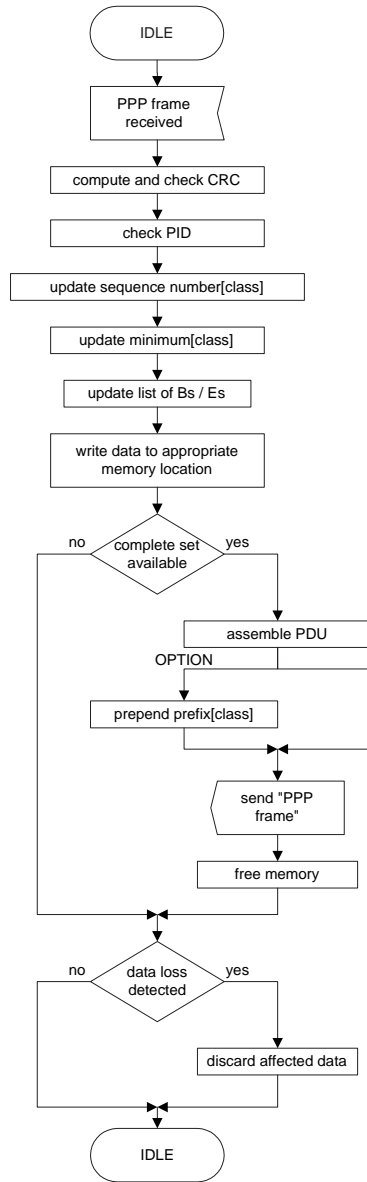 IDLE
PPP frame
received
compute and check CRC
check PID
update sequence number[class]
update minimum[class]
update list of Bs / Es
write data to appropriate
memory location
no
complete set
available
yes
assemble PDU
OPTION
prepend prefix[class]
send "PPP
frame"
free memory
no
data loss
detected
yes
discard affected data
IDLE